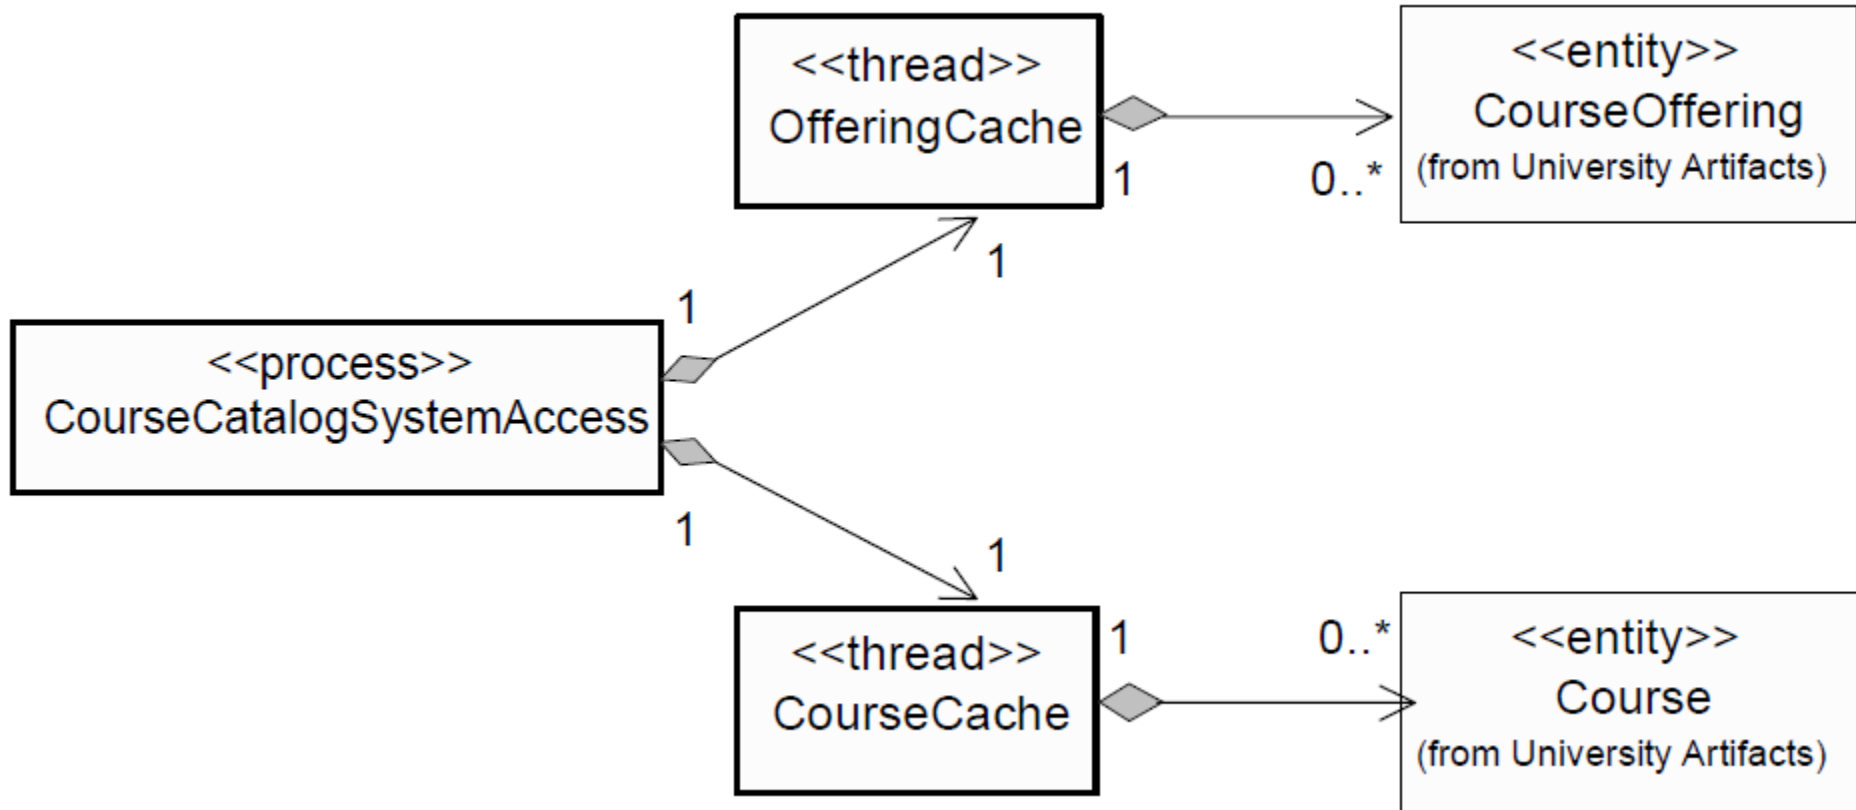 <<thread>>
OfferingCache
1
0..*
<<entity>>
CourseOffering
(from University Artifacts)
1
1
<<process>>
CourseCatalogSystemAccess
1
1
<<thread>>
CourseCache
1
0..*
<<entity>>
Course
(from University Artifacts)